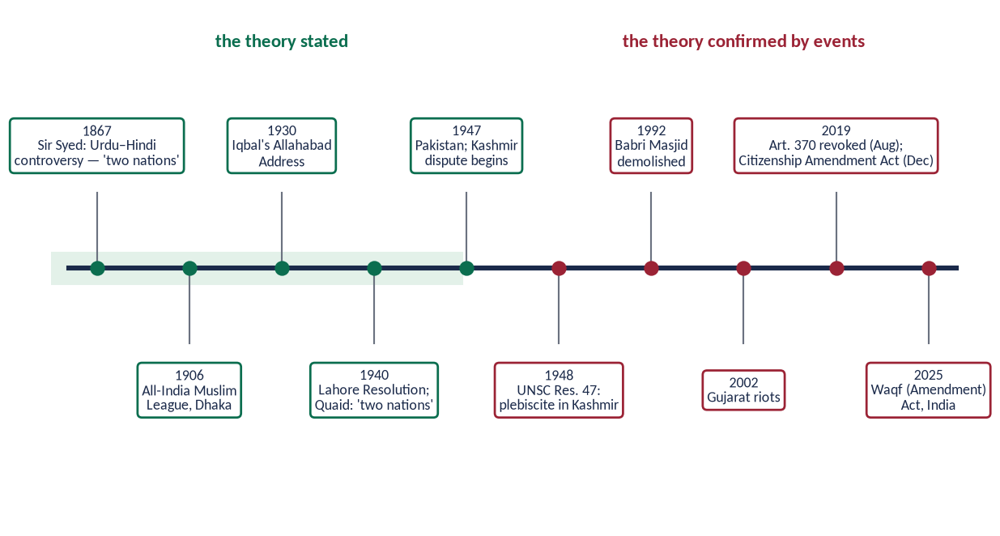 the theory stated
the theory confirmed by events
1867
Sir Syed: Urdu–Hindi
controversy — 'two nations'
1930
Iqbal's Allahabad
Address
1947
Pakistan; Kashmir
dispute begins
1992
Babri Masjid
demolished
2019
Art. 370 revoked (Aug);
Citizenship Amendment Act (Dec)
1906
All-India Muslim
League, Dhaka
1940
Lahore Resolution;
Quaid: 'two nations'
1948
UNSC Res. 47:
plebiscite in Kashmir
2002
Gujarat riots
2025
Waqf (Amendment)
Act, India